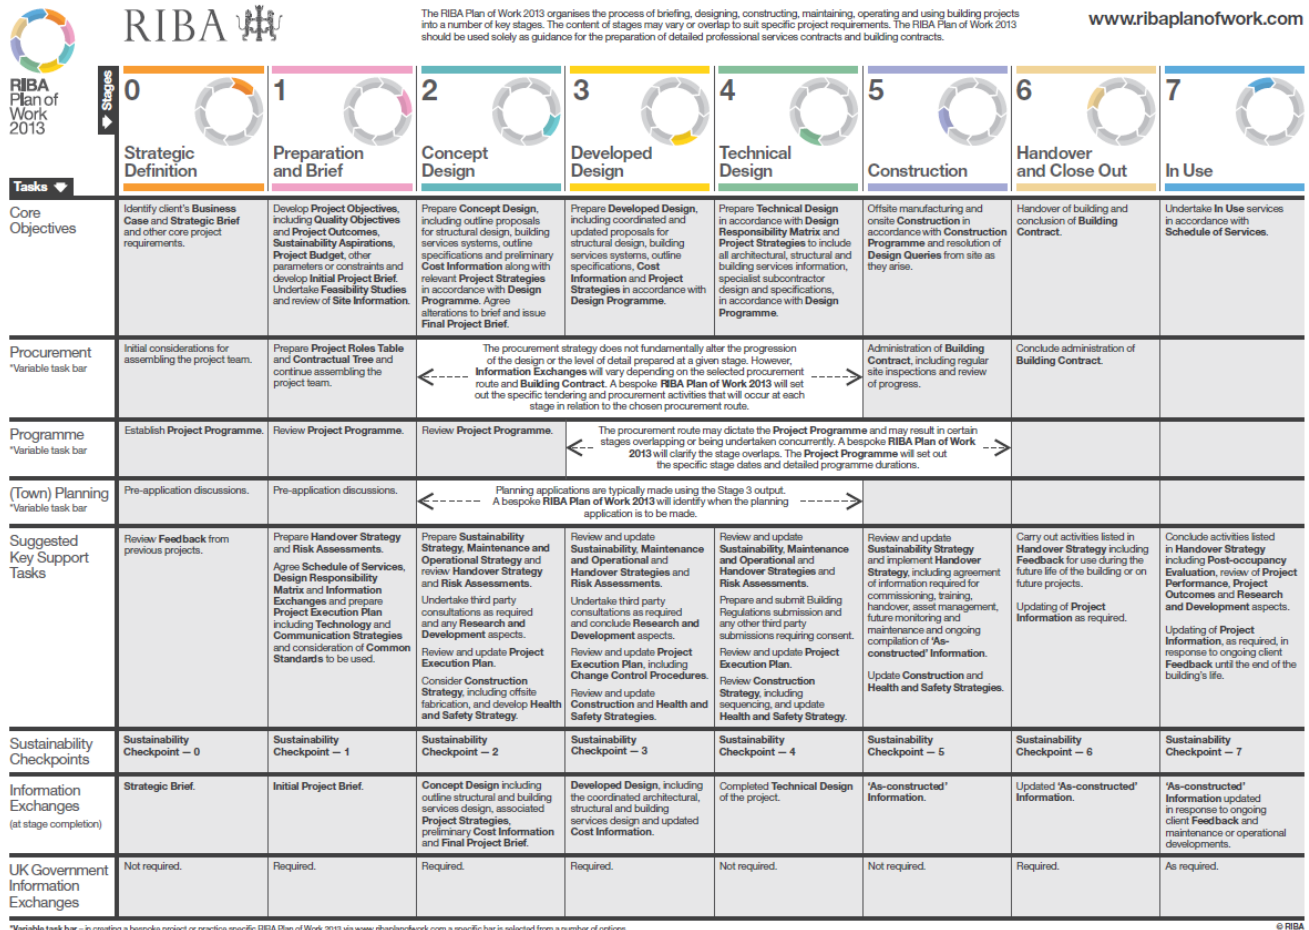 RIBA
The RIBA Plan of Work 2013 organises the process of briefing, designing, constructing, maintaining, operating and using building projects
into a number of key stages. The content of stages may vary or overlap to suit specific project requirements. The RIBA Plan of Work 2013
should be used solely as guidance for the preparation of detailed professional services contracts and building contracts.
www.ribaplanofwork.com
RIBA
Plan of
Work
2013
Stages
0
Strategic
Definition
1
Preparation
and Brief
2
Concept
Design
3
Developed
Design
4
Technical
Design
5
Construction
6
Handover
and Close Out
7
In Use
Tasks
Core
Objectives
Identify client's Business
Case and Strategic Brief
and other core project
requirements.
Develop Project Objectives,
including Quality Objectives
and Project Outcomes,
Sustainability Aspirations,
Project Budget, other
parameters or constraints and
develop Initial Project Brief.
Undertake Feasibility Studies
and review of Site Information.
Prepare Concept Design,
including outline proposals
for structural design, building
services systems, outline
specifications and preliminary
Cost Information along with
relevant Project Strategies
in accordance with Design
Programme. Agree
alterations to brief and issue
Final Project Brief.
Prepare Developed Design,
including coordinated and
updated proposals for
structural design, building
services systems, outline
specifications, Cost
Information and Project
Strategies in accordance with
Design Programme.
Prepare Technical Design
in accordance with Design
Responsibility Matrix and
Project Strategies to include
all architectural, structural and
building services information,
specialist subcontractor
design and specifications,
in accordance with Design
Programme.
Offsite manufacturing and
onsite Construction in
accordance with Construction
Programme and resolution of
Design Queries from site as
they arise.
Handover of building and
conclusion of Building
Contract.
Undertake In Use services
in accordance with
Schedule of Services.
Procurement
*Variable task bar
Initial considerations for
assembling the project team.
Prepare Project Roles Table
and Contractual Tree and
continue assembling the
project team.
The procurement strategy does not fundamentally alter the progression
of the design or the level of detail prepared at a given stage. However,
Information Exchanges will vary depending on the selected procurement
route and Building Contract. A bespoke RIBA Plan of Work 2013 will set
out the specific tendering and procurement activities that will occur at each
stage in relation to the chosen procurement route.
Administration of Building
Contract, including regular
site inspections and review
of progress.
Conclude administration of
Building Contract.
Programme
*Variable task bar
Establish Project Programme.
Review Project Programme.
Review Project Programme.
The procurement route may dictate the Project Programme and may result in certain
stages overlapping or being undertaken concurrently. A bespoke RIBA Plan of Work
2013 will clarify the stage overlaps. The Project Programme will set out
the specific stage dates and detailed programme durations.
(Town) Planning
*Variable task bar
Pre-application discussions.
Pre-application discussions.
Planning applications are typically made using the Stage 3 output.
A bespoke RIBA Plan of Work 2013 will identify when the planning
application is to be made.
Suggested
Key Support
Tasks
Review Feedback from
previous projects.
Prepare Handover Strategy
and Risk Assessments.
Agree Schedule of Services,
Design Responsibility
Matrix and Information
Exchanges and prepare
Project Execution Plan
including Technology and
Communication Strategies
and consideration of Common
Standards to be used.
Prepare Sustainability
Strategy, Maintenance and
Operational Strategy and
review Handover Strategy
and Risk Assessments.
Undertake third party
consultations as required
and any Research and
Development aspects.
Review and update Project
Execution Plan.
Consider Construction
Strategy, including offsite
fabrication, and develop Health
and Safety Strategy.
Review and update
Sustainability, Maintenance
and Operational and
Handover Strategies and
Risk Assessments.
Undertake third party
consultations as required
and conclude Research and
Development aspects.
Review and update Project
Execution Plan, including
Change Control Procedures.
Review and update
Construction and Health and
Safety Strategies.
Review and update
Sustainability, Maintenance
and Operational and
Handover Strategies and
Risk Assessments.
Prepare and submit Building
Regulations submission and
any other third party
submissions requiring consent.
Review and update Project
Execution Plan.
Review Construction
Strategy, including
sequencing, and update
Health and Safety Strategy.
Review and update
Sustainability Strategy
and implement Handover
Strategy, including agreement
of information required for
commissioning, training,
handover, asset management,
future monitoring and
maintenance and ongoing
compilation of 'As-
constructed' Information.
Update Construction and
Health and Safety Strategies.
Carry out activities listed in
Handover Strategy including
Feedback for use during the
future life of the building or on
future projects.
Updating of Project
Information as required.
Conclude activities listed
in Handover Strategy
including Post-occupancy
Evaluation, review of Project
Performance, Project
Outcomes and Research
and Development aspects.
Updating of Project
Information, as required, in
response to ongoing client
Feedback until the end of the
building's life.
Sustainability
Checkpoints
Sustainability
Checkpoint — 0
Sustainability
Checkpoint — 1
Sustainability
Checkpoint — 2
Sustainability
Checkpoint — 3
Sustainability
Checkpoint — 4
Sustainability
Checkpoint — 5
Sustainability
Checkpoint — 6
Sustainability
Checkpoint — 7
Information
Exchanges
(at stage completion)
Strategic Brief.
Initial Project Brief.
Concept Design including
outline structural and building
services design, associated
Project Strategies,
preliminary Cost Information
and Final Project Brief.
Developed Design, including
the coordinated architectural,
structural and building
services design and updated
Cost Information.
Completed Technical Design
of the project.
'As-constructed'
Information.
Updated 'As-constructed'
Information.
'As-constructed'
Information updated
in response to ongoing
client Feedback and
maintenance or operational
developments.
UK Government
Information
Exchanges
Not required.
Required.
Required.
Required.
Not required.
Not required.
Required.
As required.
*Variable task bar – in creating a bespoke project or practice specific RIBA Plan of Work 2013 via www.ribaplanofwork.com a specific bar is selected from a number of options.
© RIBA